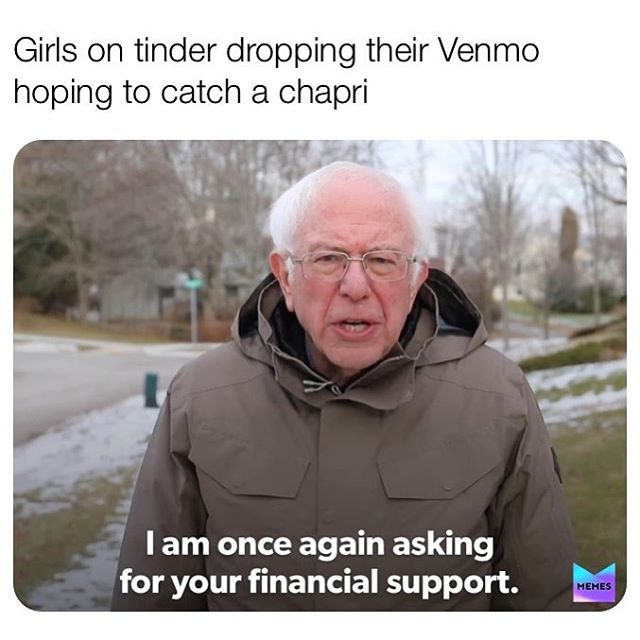 Girls on tinder dropping their Venmo
hoping to catch a chapri
I am once again asking
for your financial support.
MEMES